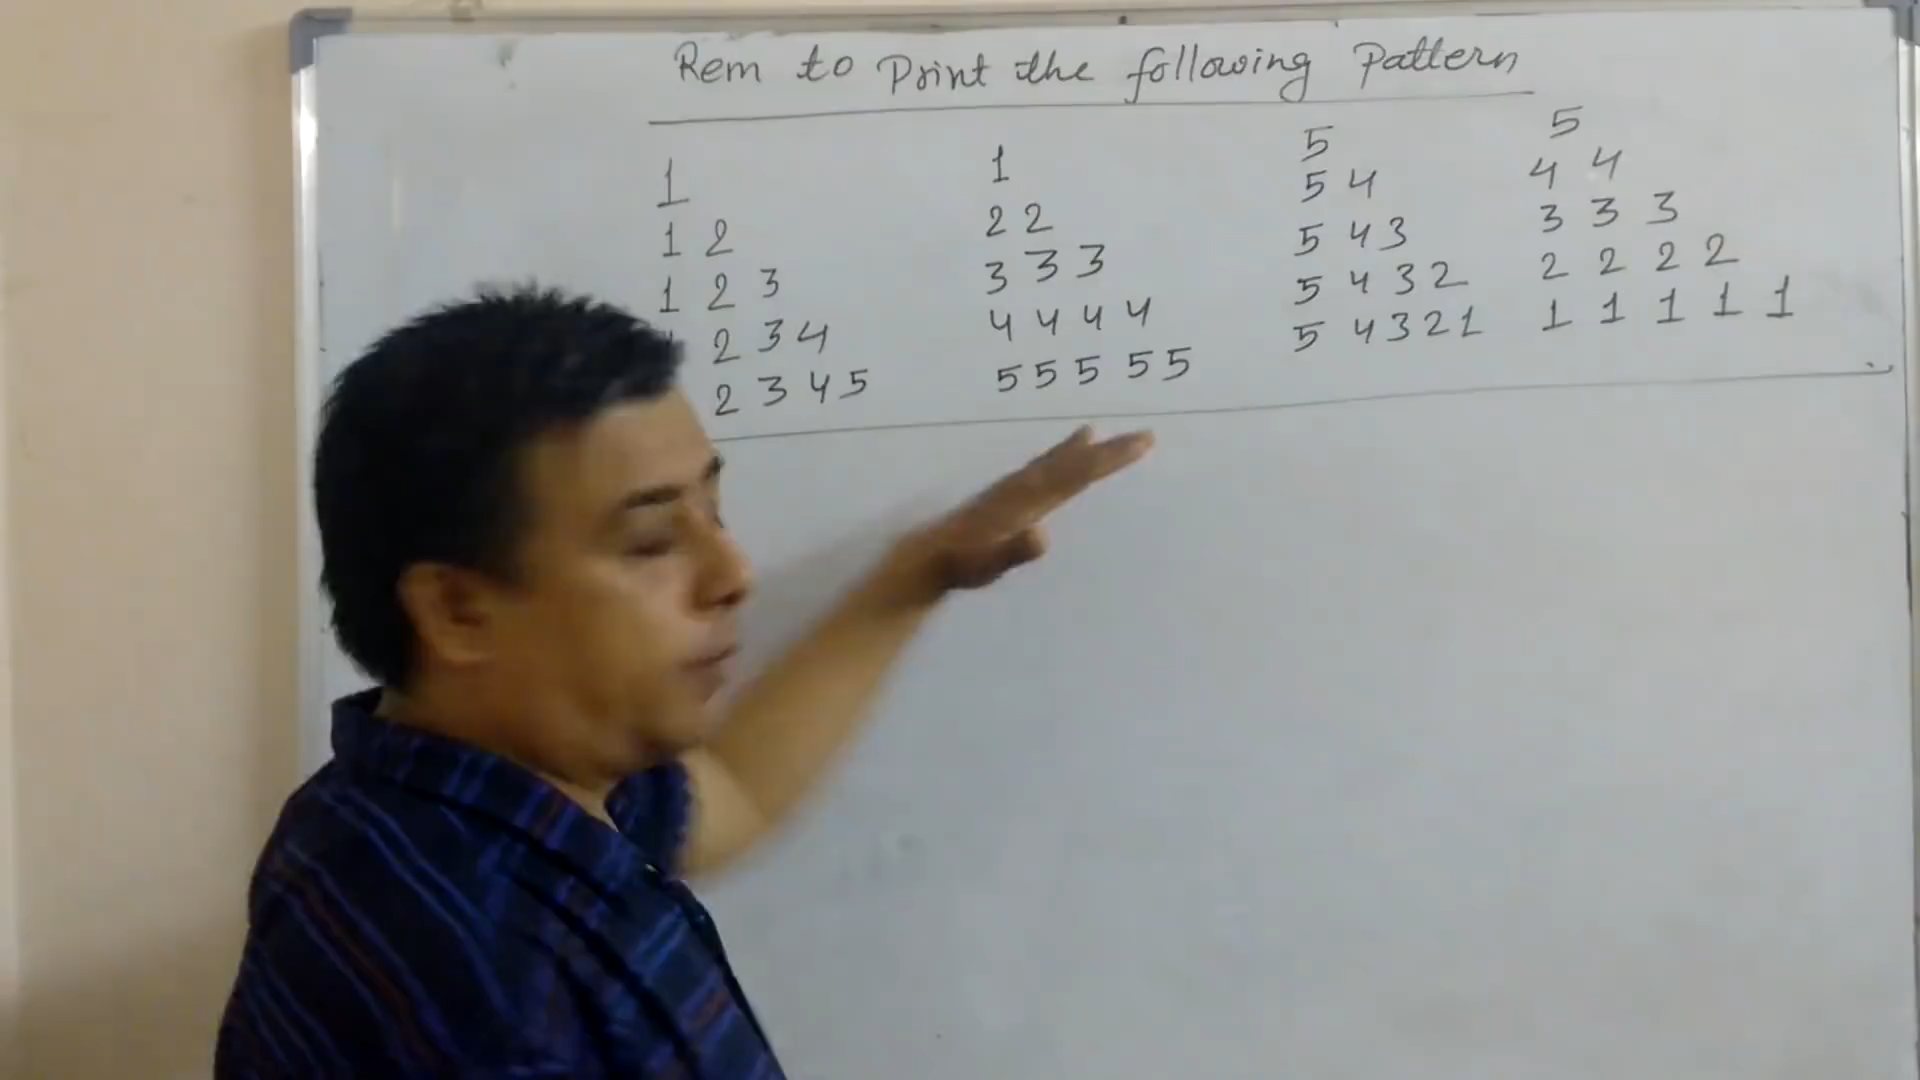 Rem to Print the following Pattern
1
1 2
1 2 3
2 3 4
2 3 4 5
1
2 2
3 3 3
4 4 4 4
5 5 5 5 5
5
5 4
5 4 3
5 4 3 2
5 4 3 2 1
5
4 4
3 3 3
2 2 2 2
1 1 1 1 1